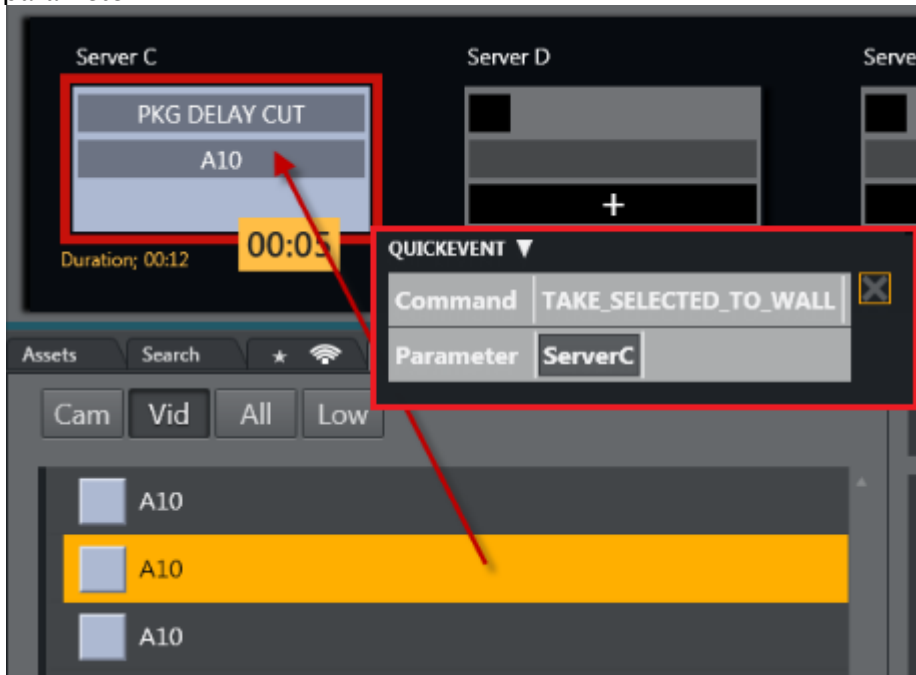 Server C
Server D
Serve
PKG DELAY CUT
A10
+
Duration; 00:12
00:05
QUICKEVENT ▼
Command TAKE_SELECTED_TO_WALL
Parameter ServerC
Assets Search ★
Cam Vid All Low
A10
A10
A10